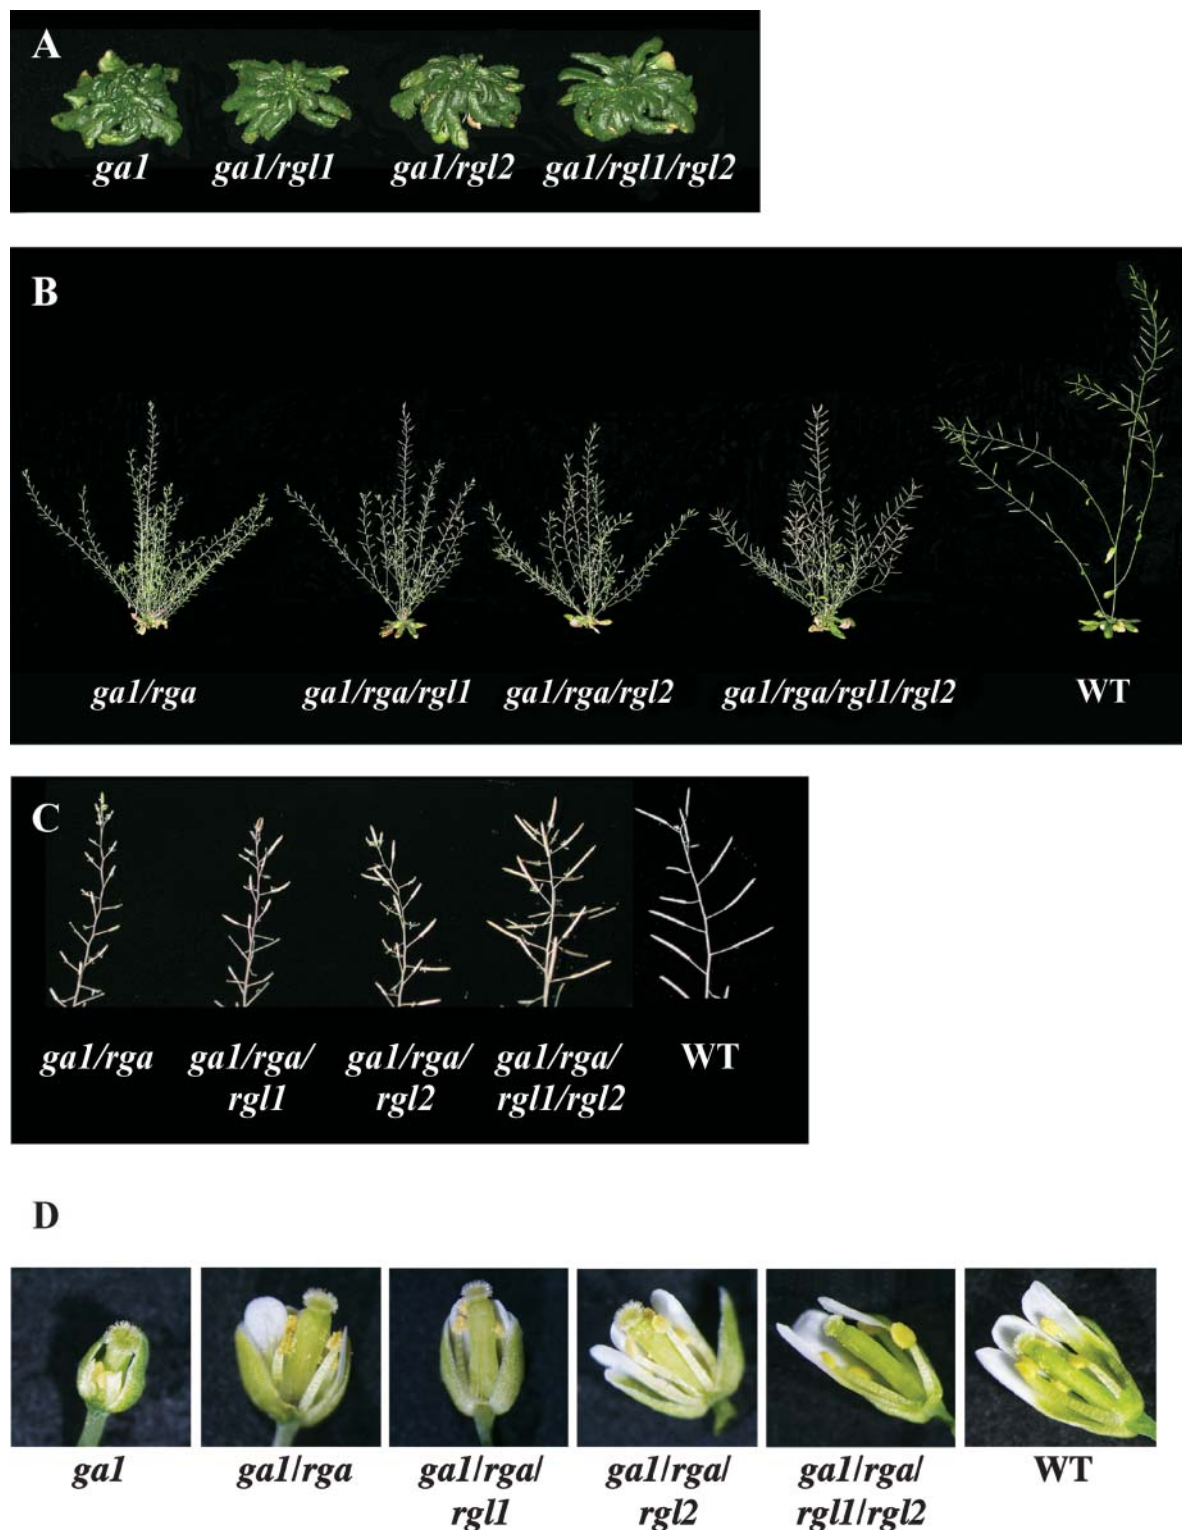 A
ga1 ga1/rgl1 ga1/rgl2 ga1/rgl1/rgl2
B
ga1/rga ga1/rga/rgl1 ga1/rga/rgl2 ga1/rga/rgl1/rgl2 WT
C
ga1/rga ga1/rga/ ga1/rga/ ga1/rga/ WT
rgl1 rgl2 rgl1/rgl2
D
ga1 ga1/rga ga1/rga/ ga1/rga/ ga1/rga/ WT
rgl1 rgl2 rgl1/rgl2